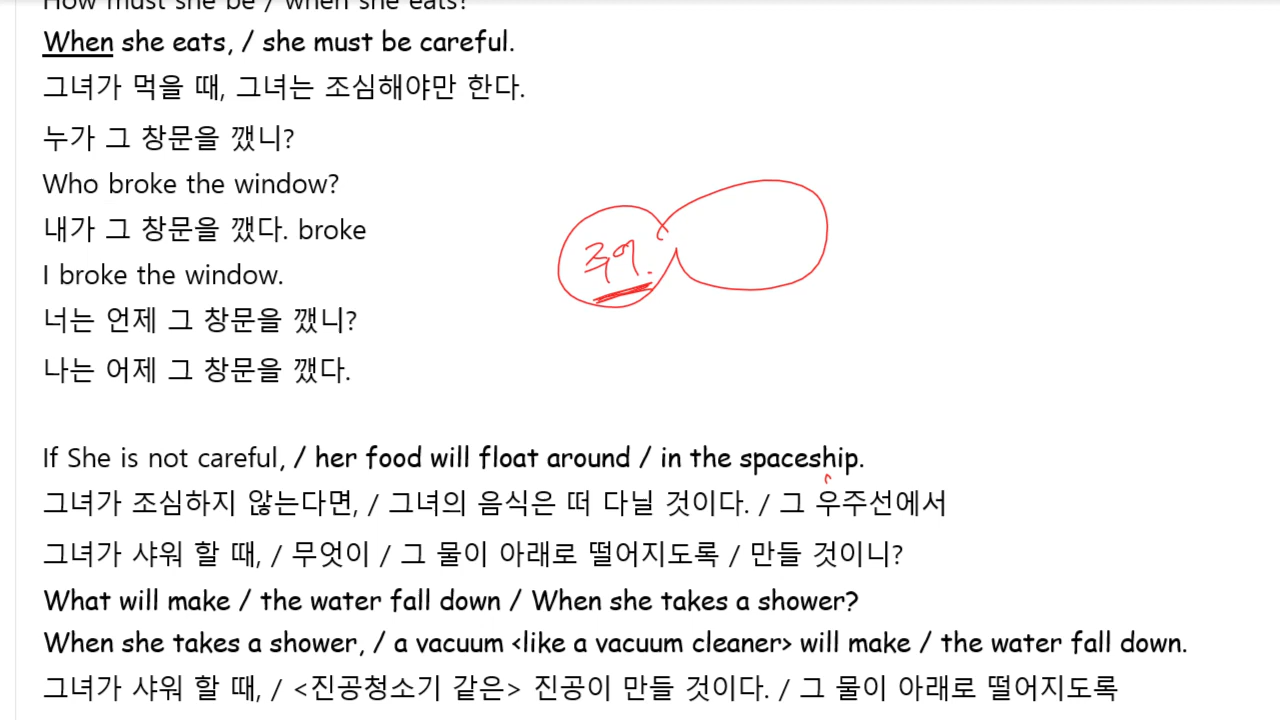 How must she be / when she eats?
When she eats, / she must be careful.
그녀가 먹을 때, 그녀는 조심해야만 한다.
누가 그 창문을 깼니?
Who broke the window?
내가 그 창문을 깼다. broke
주어.
I broke the window.
너는 언제 그 창문을 깼니?
나는 어제 그 창문을 깼다.
If She is not careful, / her food will float around / in the spaceship.
그녀가 조심하지 않는다면, / 그녀의 음식은 떠 다닐 것이다. / 그 우주선에서
그녀가 샤워 할 때, / 무엇이 / 그 물이 아래로 떨어지도록 / 만들 것이니?
What will make / the water fall down / When she takes a shower?
When she takes a shower, / a vacuum <like a vacuum cleaner> will make / the water fall down.
그녀가 샤워 할 때, / <진공청소기 같은> 진공이 만들 것이다. / 그 물이 아래로 떨어지도록